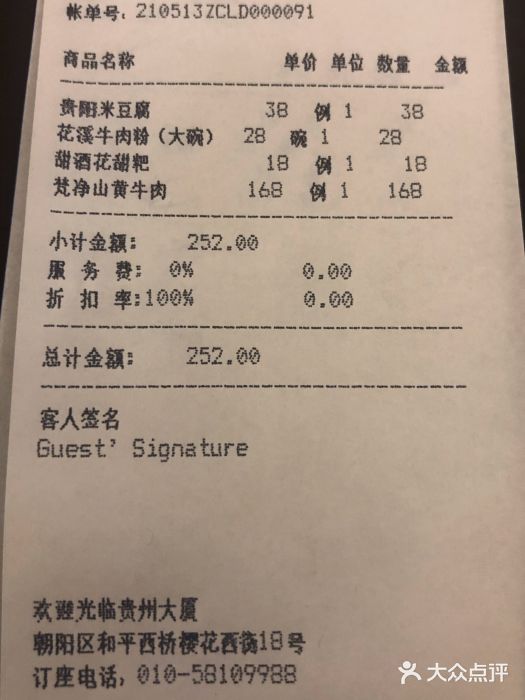 帐单号: 210513ZCLD000091
商品名称 单价 单位 数量 金额
贵阳米豆腐 38 例 1 38
花溪牛肉粉（大碗） 28 碗 1 28
甜酒花甜粑 18 例 1 18
梵净山黄牛肉 168 例 1 168
小计金额: 252.00
服 务 费: 0% 0.00
折 扣 率:100% 0.00
总计金额: 252.00
客人签名
Guest' Signature
欢迎光临贵州大厦
朝阳区和平西桥樱花西街18号
订座电话: 010-58109988
大众点评